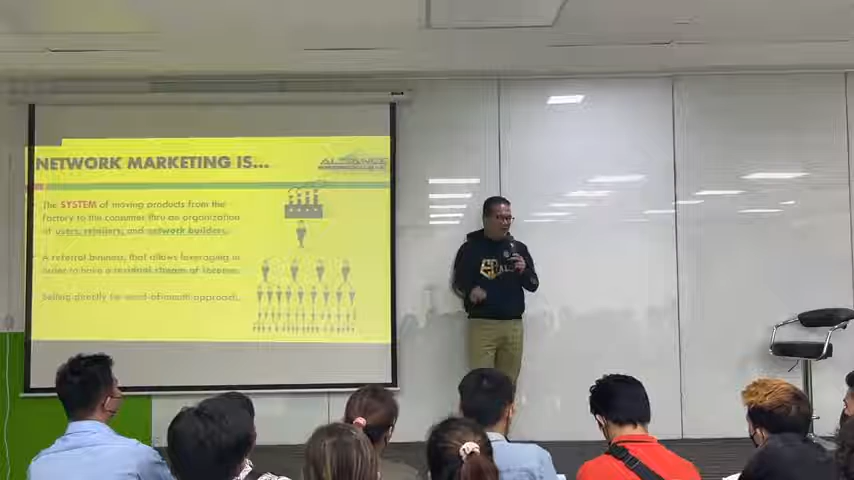 NETWORK MARKETING IS...
ALLIANCE
The SYSTEM of moving products from the
factory to the consumer thru an organization
of users, retailers, and network builders.
A referral business, that allows leveraging in
order to have a residual stream of income.
Selling directly for word-of-mouth approach.